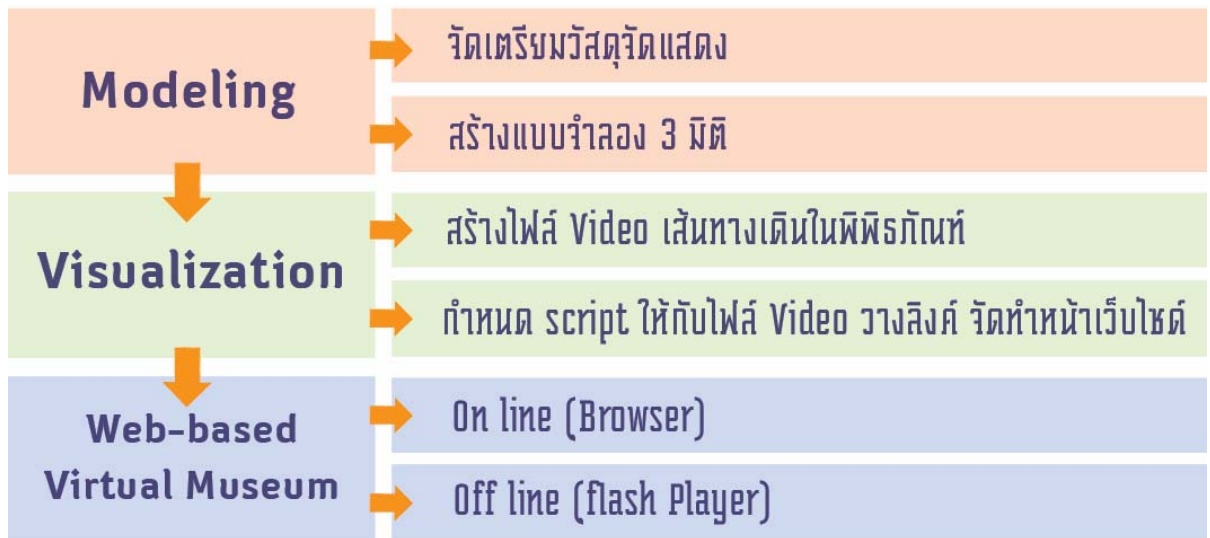 Modeling
จัดเตรียมวัสดุจัดแสดง
สร้างแบบจำลอง 3 มิติ
Visualization
สร้างไฟล์ Video เส้นทางเดินในพิพิธภัณฑ์
กำหนด script ให้กับไฟล์ Video วางลิงค์ จัดทำหน้าเว็บไซด์
Web-based
Virtual Museum
On line (Browser)
Off line (flash Player)